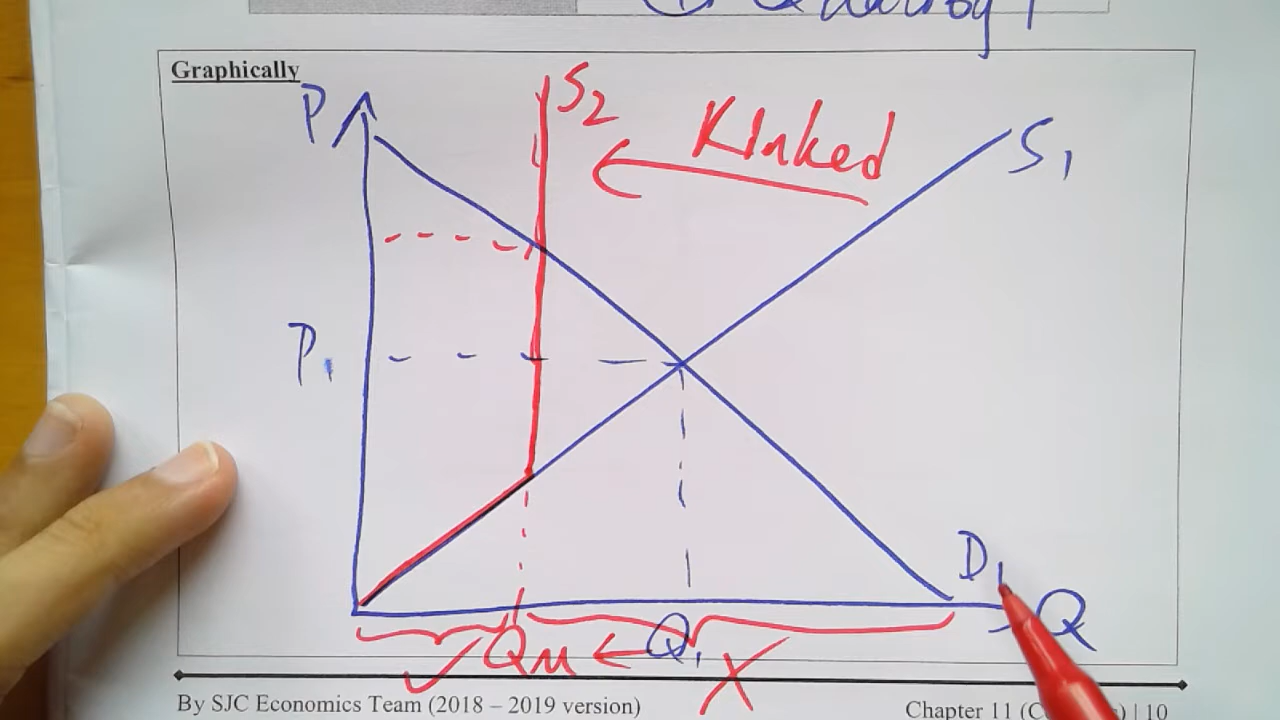 Graphically
P
S2
Kinked
S1
P1
D1
Q
QM
Q1
By SJC Economics Team (2018 – 2019 version)
Chapter 11 (C
) | 10